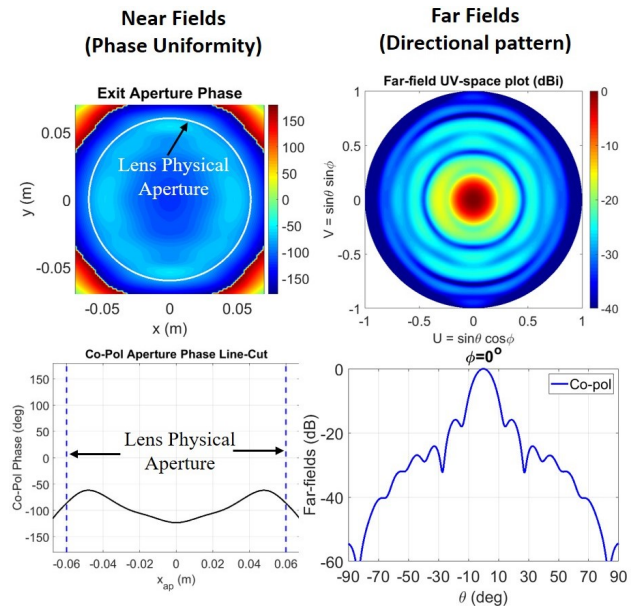 Near Fields
(Phase Uniformity)
Far Fields
(Directional pattern)
Exit Aperture Phase
Lens Physical
Aperture
0.05
0
-0.05
y (m)
-0.05
0
0.05
x (m)
150
100
50
0
-50
-100
-150
Far-field UV-space plot (dBi)
1
0.5
0
-0.5
-1
V = sinθ sinϕ
-1
0
1
U = sinθ cosϕ
0
-10
-20
-30
-40
Co-Pol Aperture Phase Line-Cut
150
100
50
0
-50
-100
-150
Co-Pol Phase (deg)
Lens Physical
Aperture
-0.06 -0.04 -0.02 0 0.02 0.04 0.06
x_ap (m)
ϕ=0°
Co-pol
0
-20
-40
-60
Far-fields (dB)
-90 -70 -50 -30 -10 10 30 50 70 90
θ (deg)